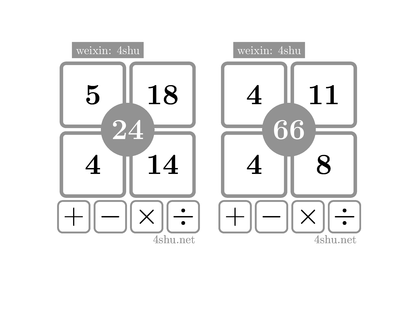 weixin: 4shu
5 18
24
4 14
+ − × ÷
4shu.net
weixin: 4shu
4 11
66
4 8
+ − × ÷
4shu.net